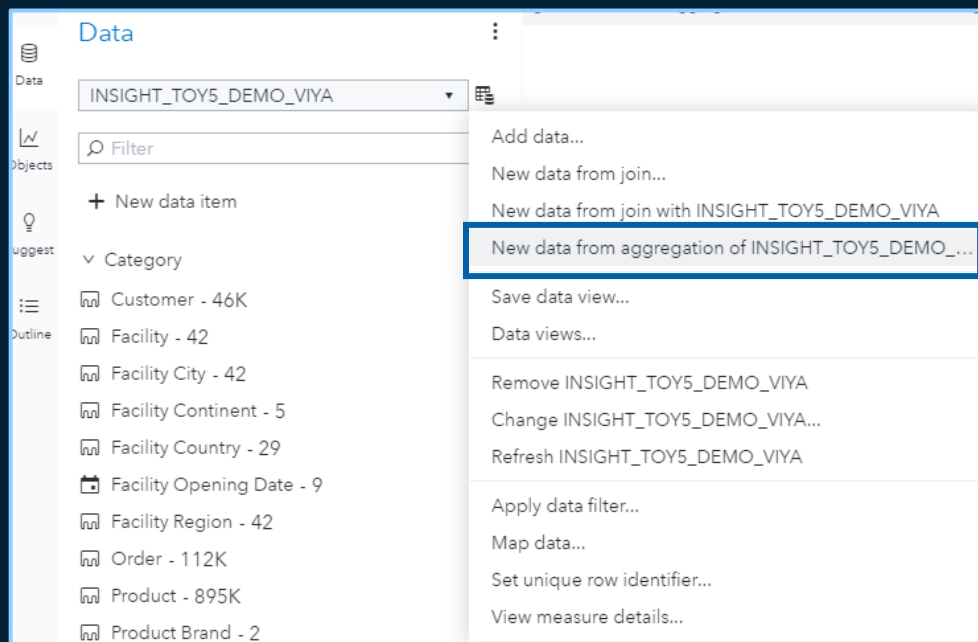 Data
Data
INSIGHT_TOY5_DEMO_VIYA
Filter
Objects
New data item
Suggest
Category
Customer - 46K
Outline
Facility - 42
Facility City - 42
Facility Continent - 5
Facility Country - 29
Facility Opening Date - 9
Facility Region - 42
Order - 112K
Product - 895K
Product Brand - 2
Add data...
New data from join...
New data from join with INSIGHT_TOY5_DEMO_VIYA
New data from aggregation of INSIGHT_TOY5_DEMO_...
Save data view...
Data views...
Remove INSIGHT_TOY5_DEMO_VIYA
Change INSIGHT_TOY5_DEMO_VIYA...
Refresh INSIGHT_TOY5_DEMO_VIYA
Apply data filter...
Map data...
Set unique row identifier...
View measure details...